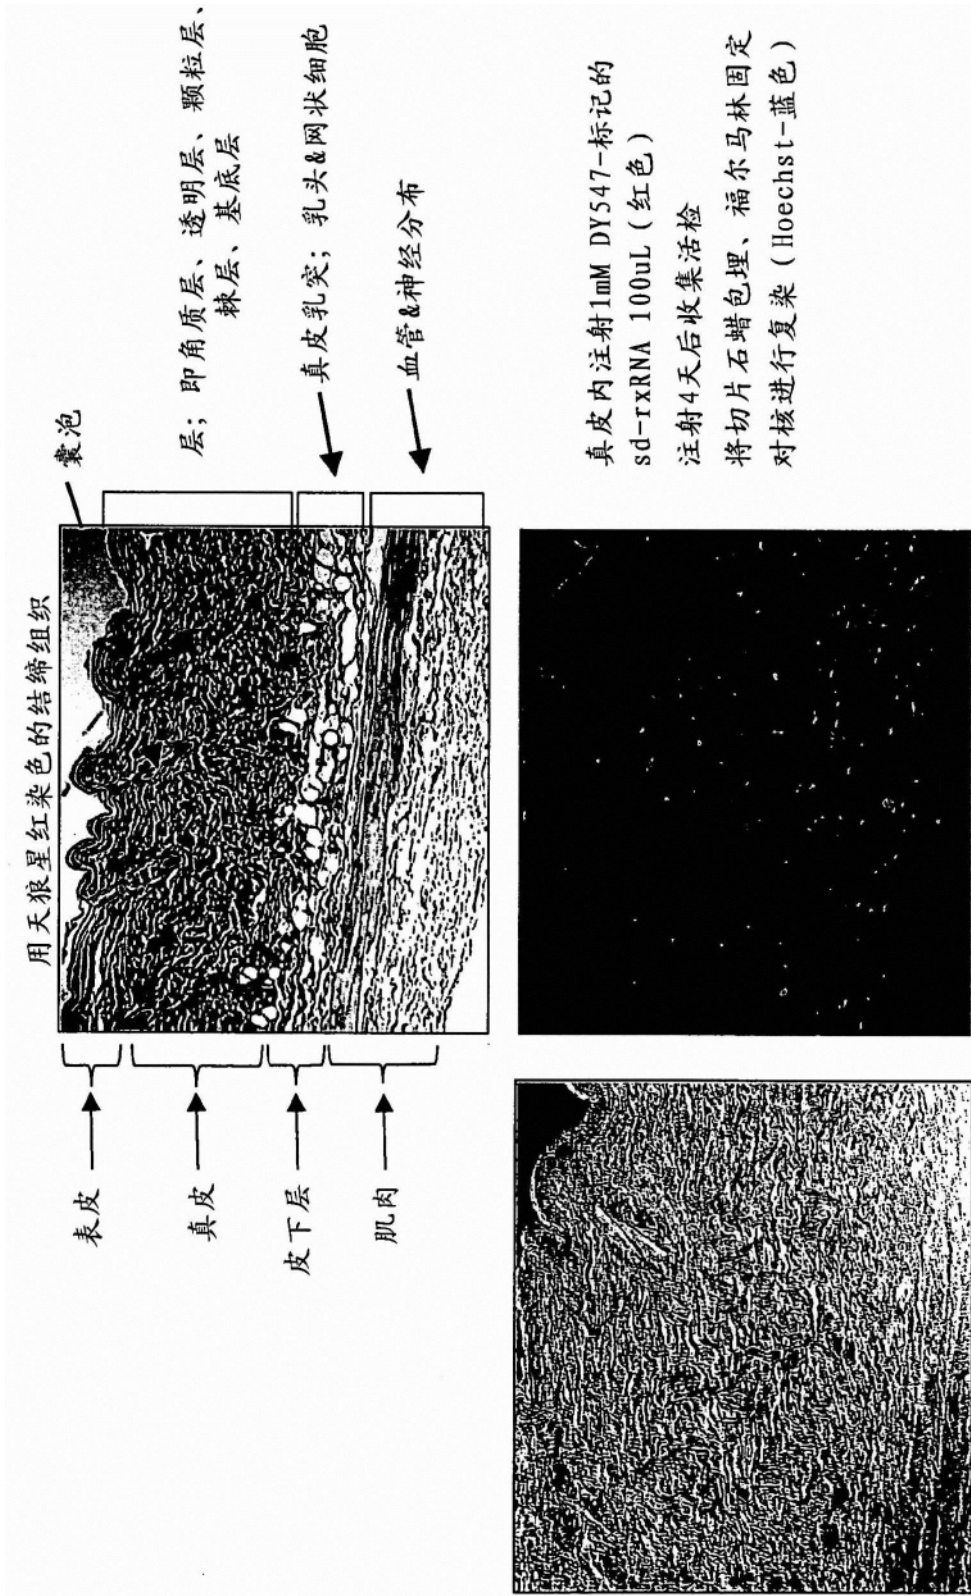 用天狼星红染色的结缔组织
囊泡
表皮
真皮
皮下层
肌肉
层；即角质层、透明层、颗粒层、
棘层、基底层
真皮乳突；乳头&网状细胞
血管&神经分布
真皮内注射1mM DY547-标记的
sd-rxRNA 100uL（红色）
注射4天后收集活检
将切片石蜡包埋、福尔马林固定
对核进行复染（Hoechst-蓝色）